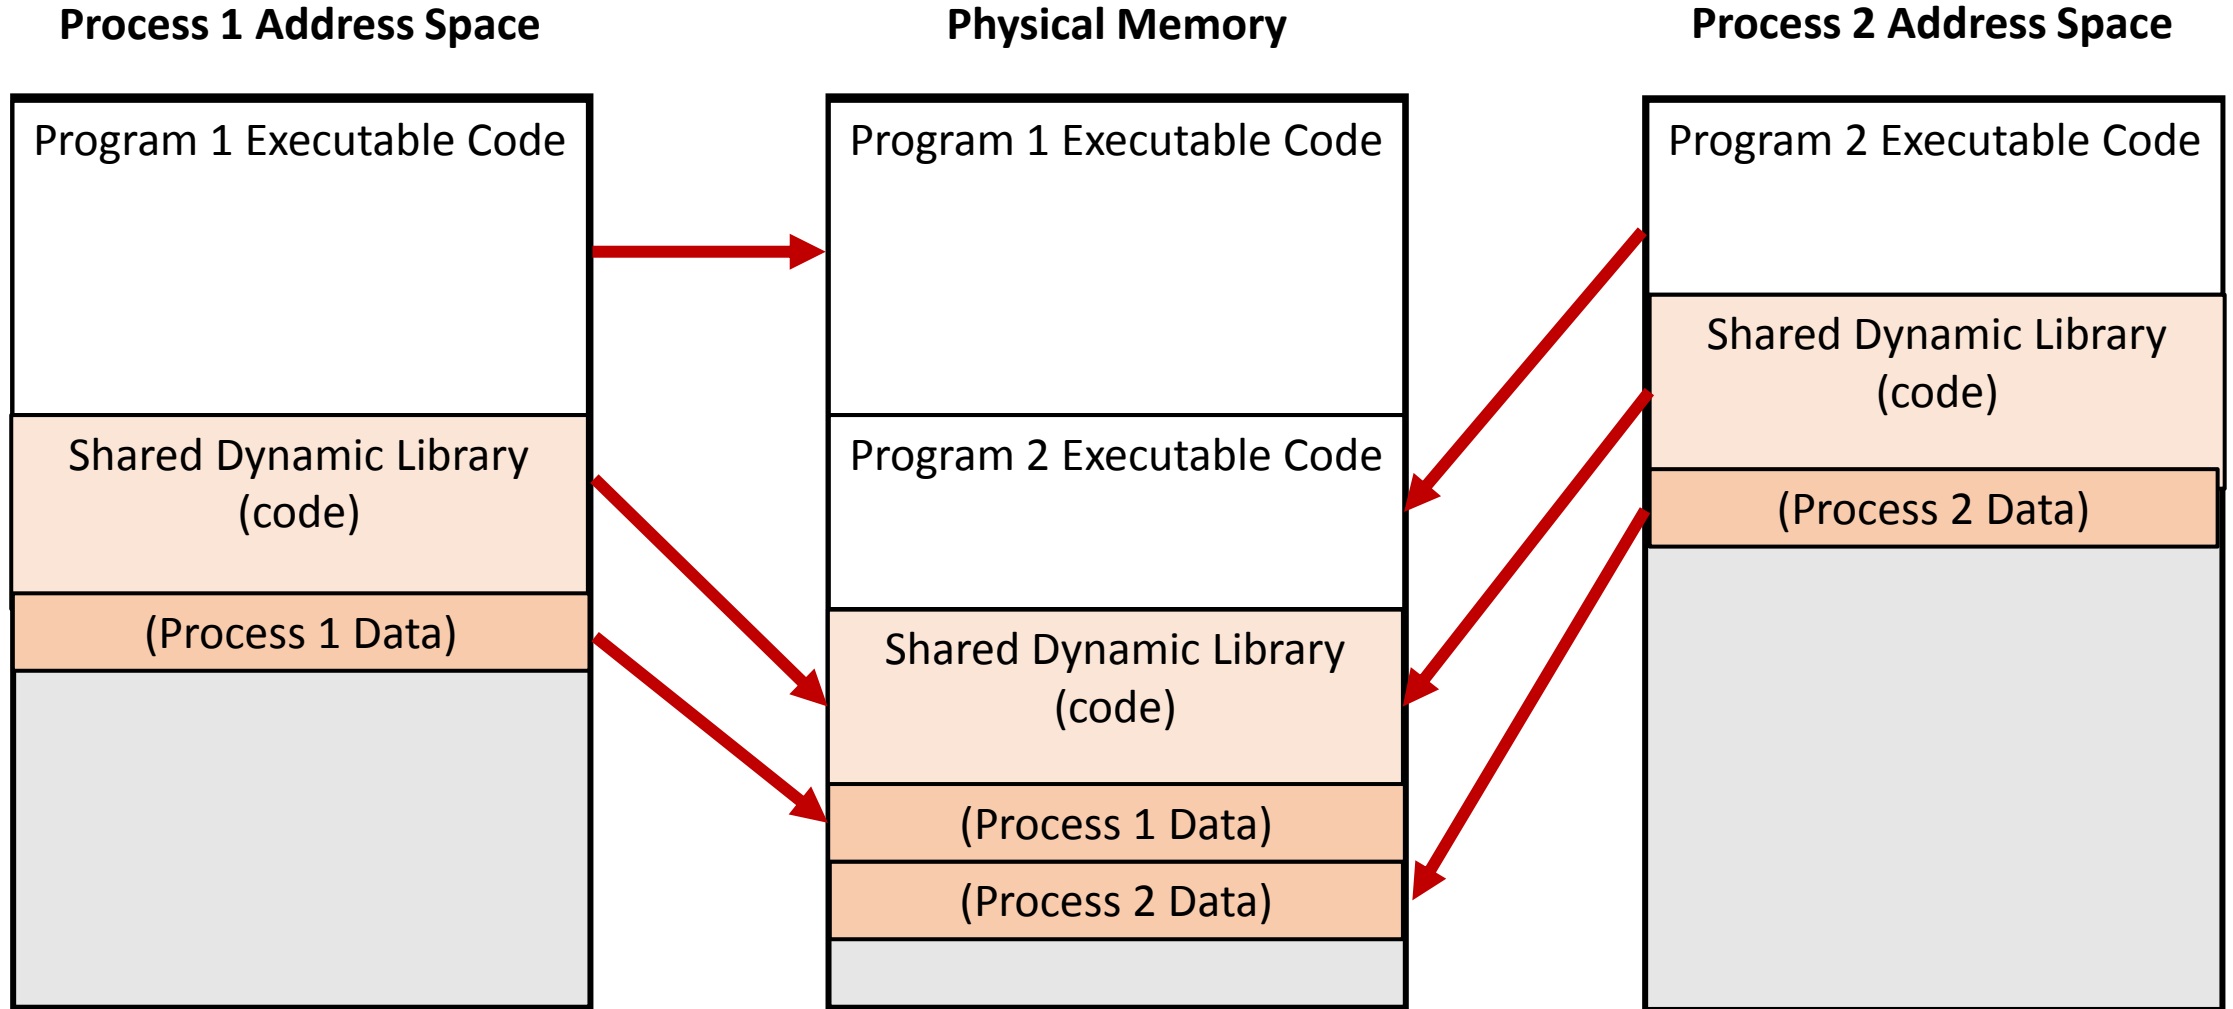 Process 1 Address Space
Program 1 Executable Code
Shared Dynamic Library
(code)
(Process 1 Data)
Physical Memory
Program 1 Executable Code
Program 2 Executable Code
Shared Dynamic Library
(code)
(Process 1 Data)
(Process 2 Data)
Process 2 Address Space
Program 2 Executable Code
Shared Dynamic Library
(code)
(Process 2 Data)